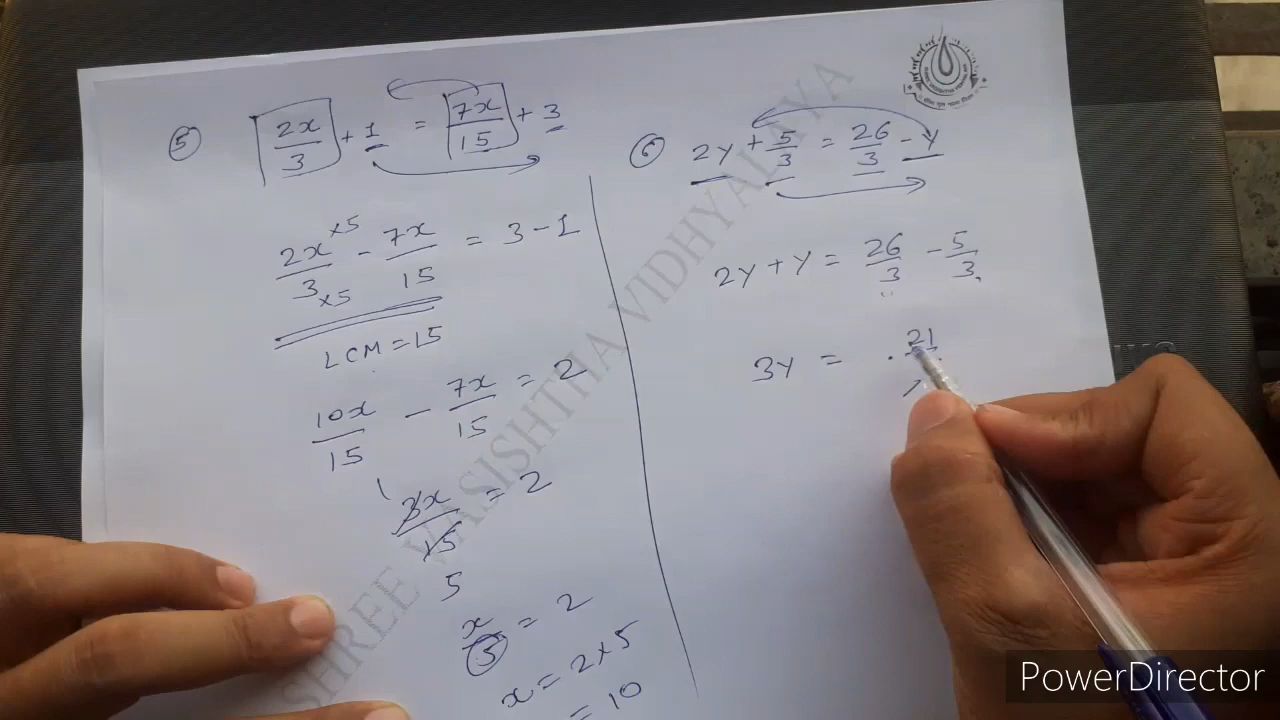 ⑤ 2x/3 + 1 = 7x/15 + 3
2x/3 ×5 ×5 - 7x/15 = 3 - 1
LCM = 15
10x/15 - 7x/15 = 2
1
3x/15 = 2
5
x/5 = 2
x = 2 × 5
= 10
⑥ 2y + 5/3 = 26/3 - y
2y + y = 26/3 - 5/3
3y = 21
SHREE VASISHTHA VIDHYALAYA
PowerDirector